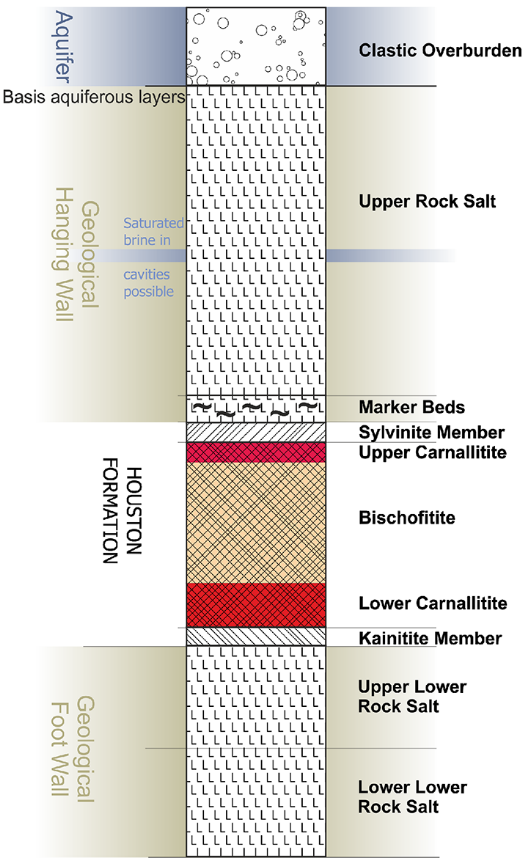 Aquifer
Clastic Overburden
Basis aquiferous layers
Geological
Hanging Wall
Upper Rock Salt
Saturated
brine in
cavities
possible
Marker Beds
Sylvinite Member
Upper Carnallitite
HOUSTON
FORMATION
Bischofitite
Lower Carnallitite
Kainitite Member
Geological
Foot Wall
Upper Lower
Rock Salt
Lower Lower
Rock Salt